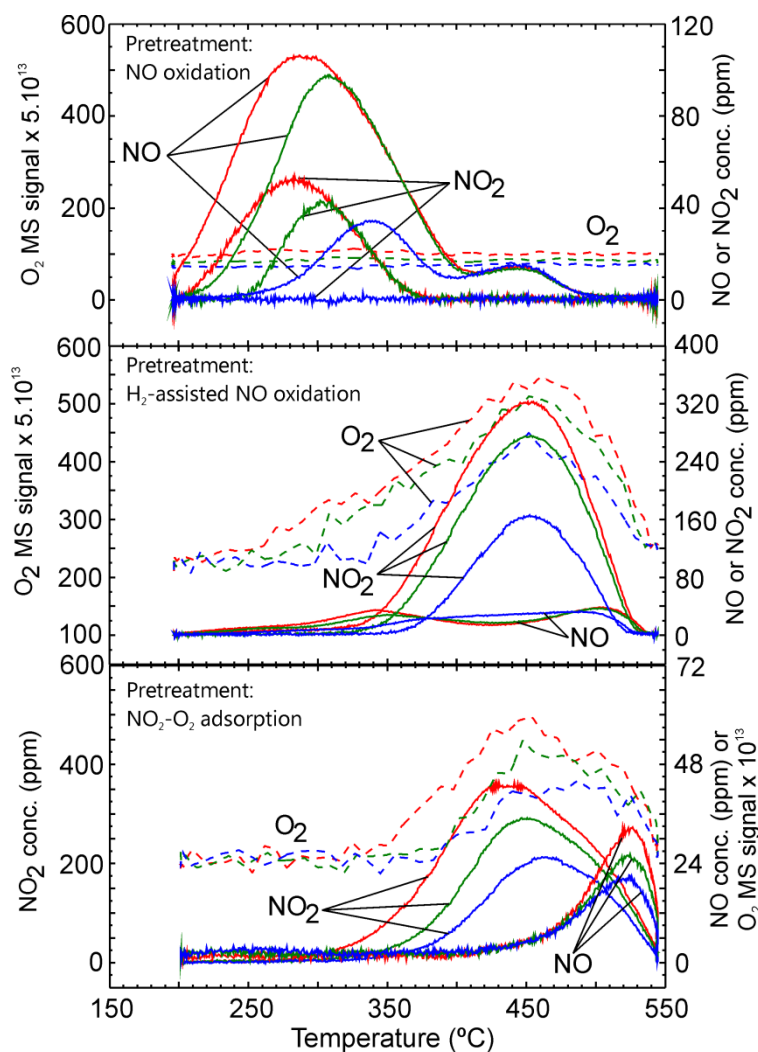 600
120
Pretreatment:
NO oxidation
400
80
NO
NO2
200
40
O2
0
0
O2 MS signal x 5.10^13
NO or NO2 conc. (ppm)
600
400
Pretreatment:
H2-assisted NO oxidation
500
320
O2
400
240
300
160
NO2
200
80
NO
100
0
O2 MS signal x 5.10^13
NO or NO2 conc. (ppm)
600
72
Pretreatment:
NO2-O2 adsorption
400
48
O2
200
24
NO2
NO
0
0
NO2 conc. (ppm)
NO conc. (ppm) or
O2 MS signal x 10^13
150
250
350
450
550
Temperature (ºC)